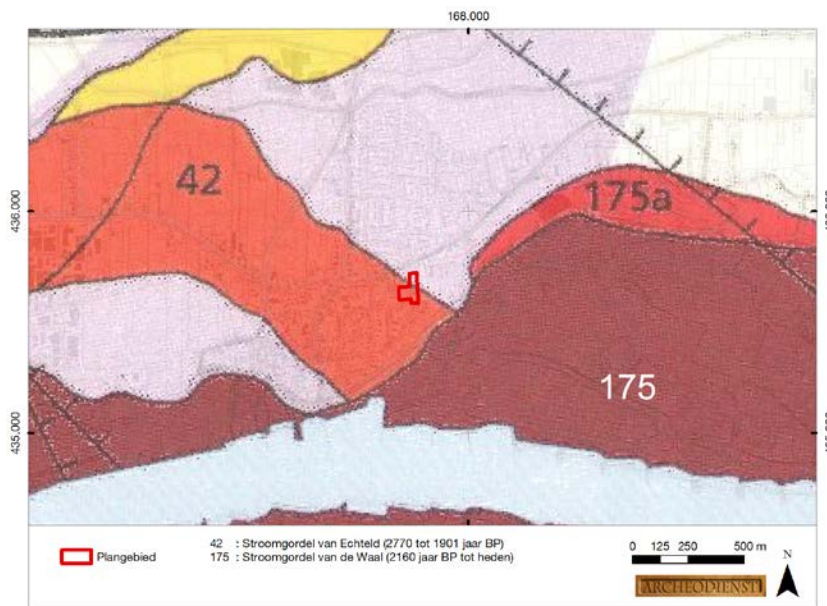 168.000
42
436.000
175a
175
435.000
Plangebied
42 : Stroomgordel van Echteld (2770 tot 1901 jaar BP)
175 : Stroomgordel van de Waal (2160 jaar BP tot heden)
0 125 250 500 m
N
ARCHEODIENST